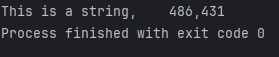 This is a string,    486,431
Process finished with exit code 0